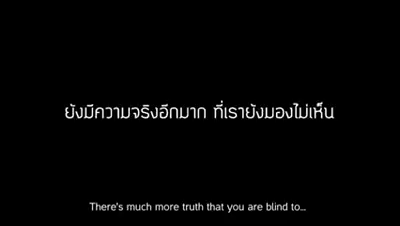 ยังมีความจริงอีกมาก ที่เรายังมองไม่เห็น
There's much more truth that you are blind to...